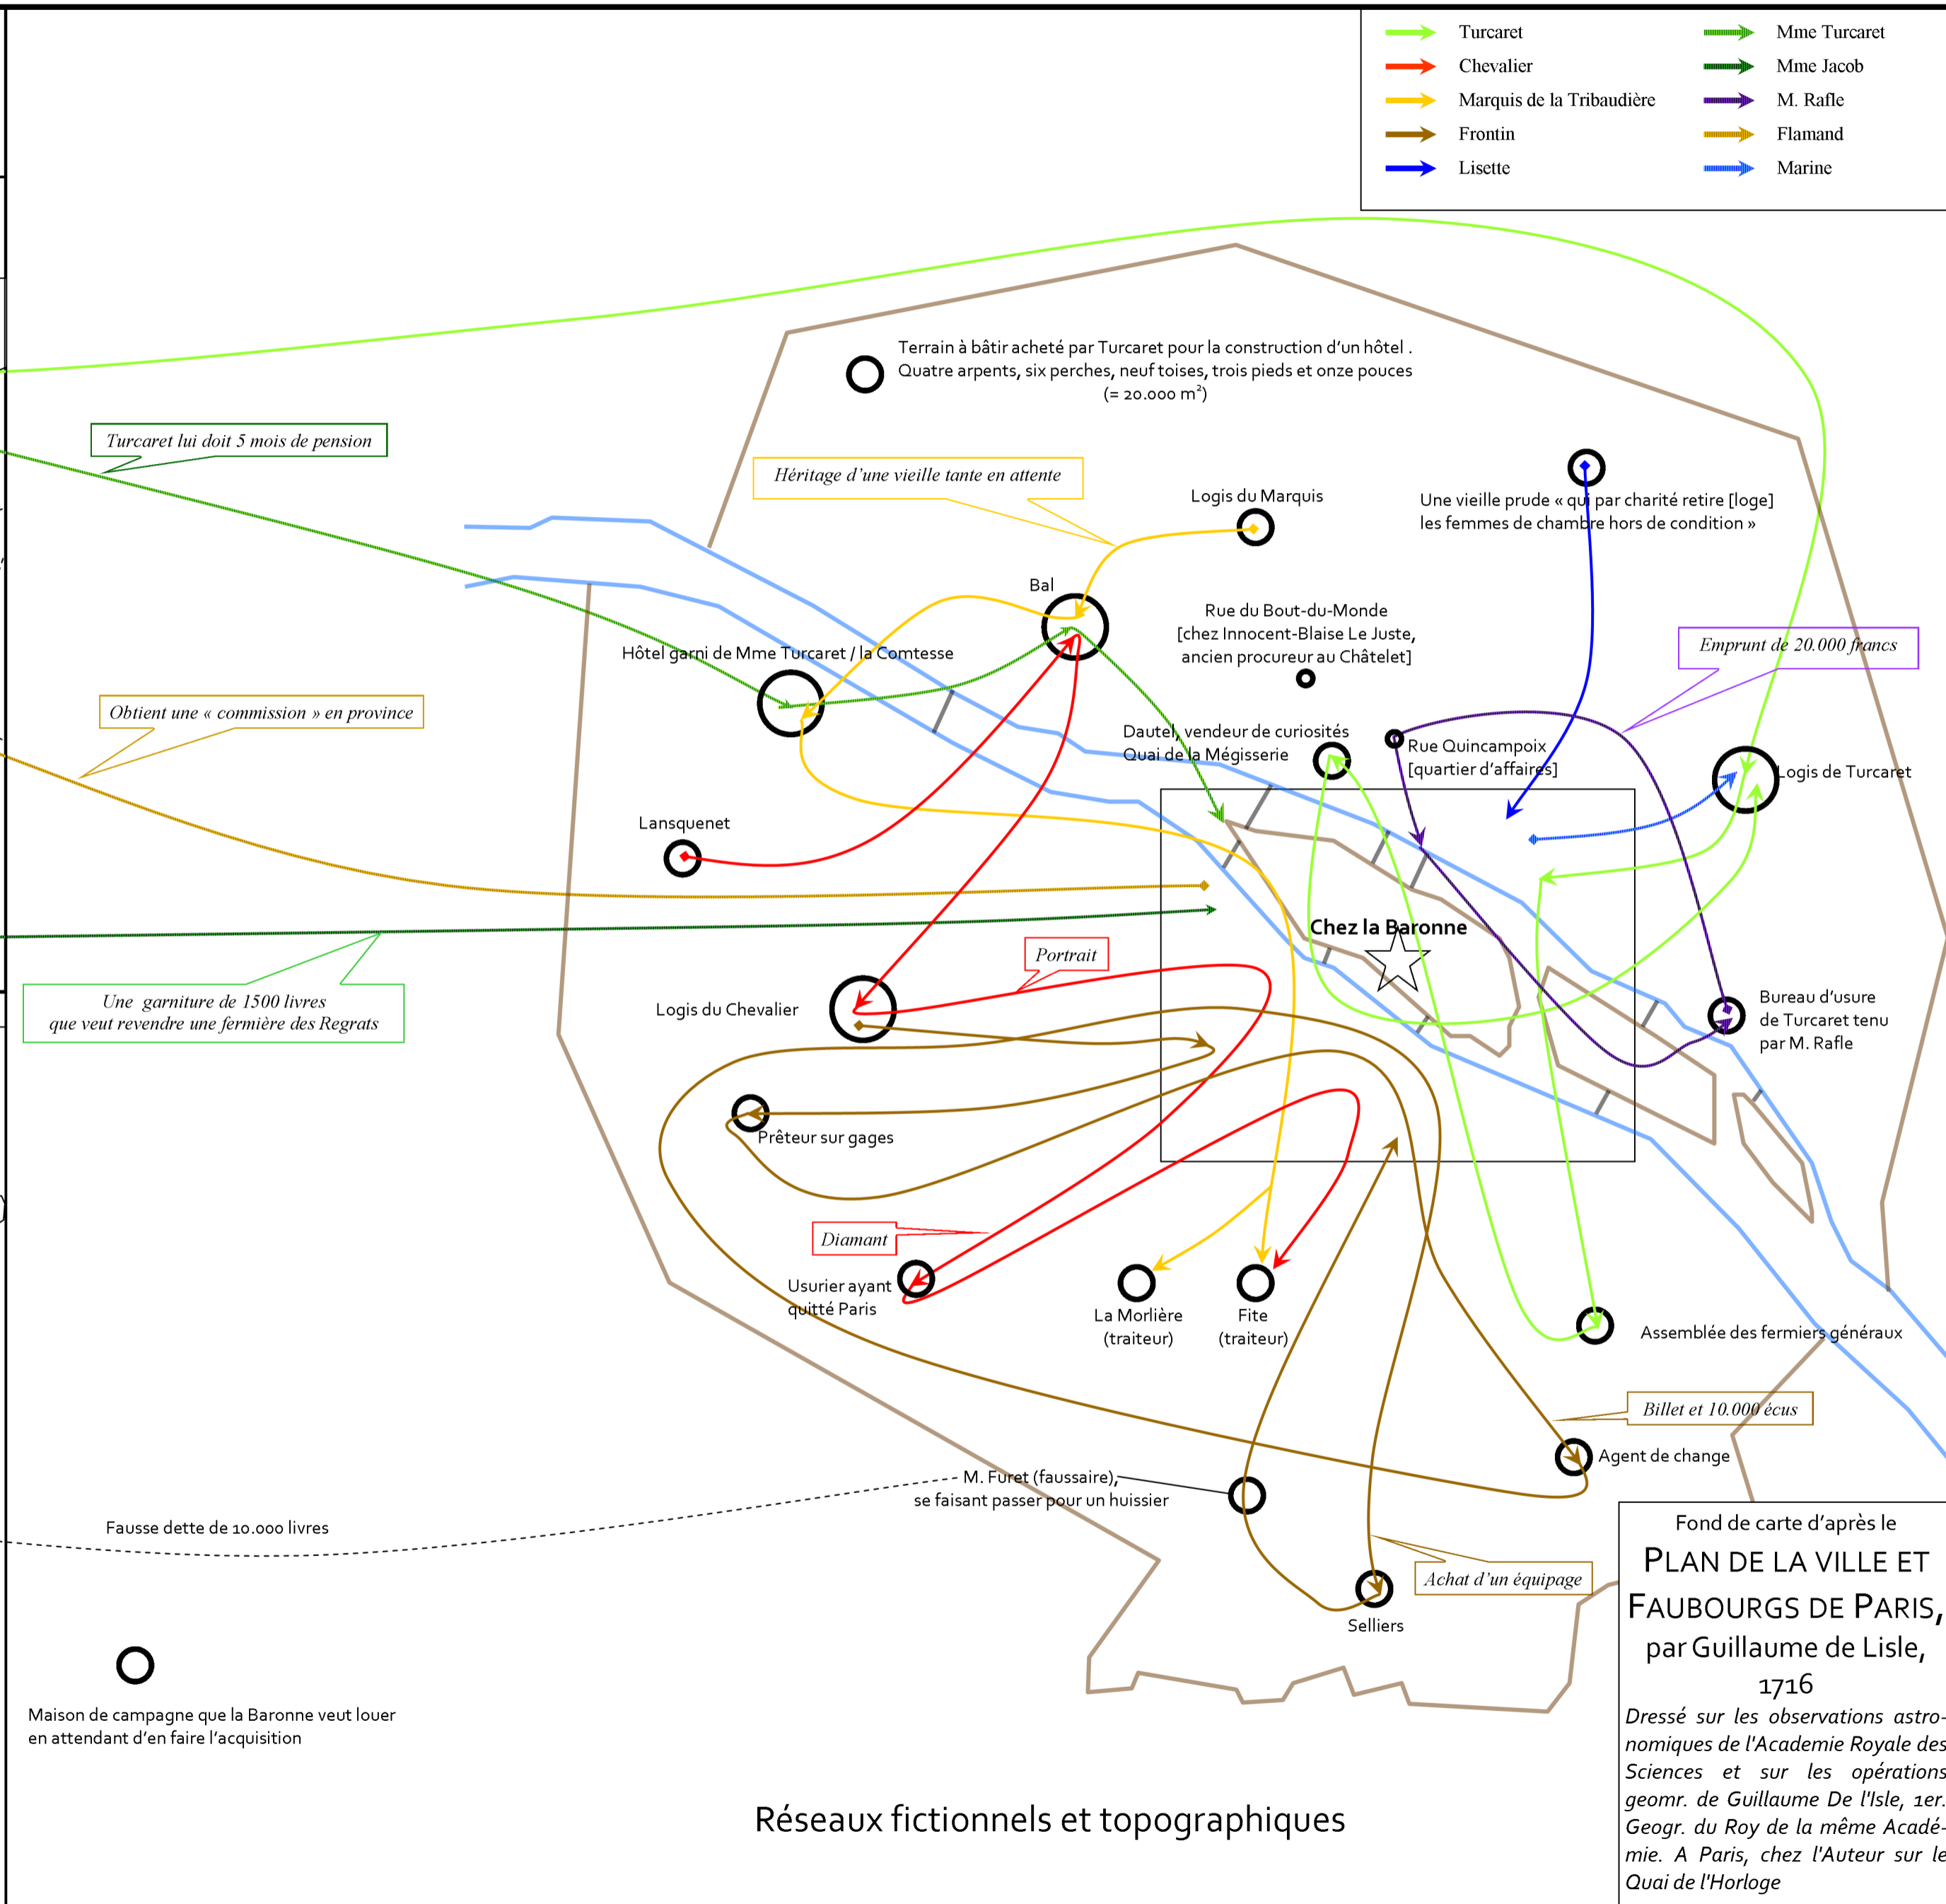 Turcaret
Chevalier
Marquis de la Tribaudière
Frontin
Lisette
Mme Turcaret
Mme Jacob
M. Rafle
Flamand
Marine
Terrain à bâtir acheté par Turcaret pour la construction d'un hôtel .
Quatre arpents, six perches, neuf toises, trois pieds et onze pouces
(= 20.000 m²)
Turcaret lui doit 5 mois de pension
Héritage d'une vieille tante en attente
Logis du Marquis
Une vieille prude « qui par charité retire [loge]
les femmes de chambre hors de condition »
Bal
Rue du Bout-du-Monde
[chez Innocent-Blaise Le Juste,
ancien procureur au Châtelet]
Hôtel garni de Mme Turcaret / la Comtesse
Emprunt de 20.000 francs
Obtient une « commission » en province
Dautel, vendeur de curiosités
Quai de la Mégisserie
Rue Quincampoix
[quartier d'affaires]
Logis de Turcaret
Lansquenet
Chez la Baronne
Portrait
Une garniture de 1500 livres
que veut revendre une fermière des Regrats
Logis du Chevalier
Bureau d'usure
de Turcaret tenu
par M. Rafle
Prêteur sur gages
Diamant
Usurier ayant
quitté Paris
La Morlière
(traiteur)
Fite
(traiteur)
Assemblée des fermiers généraux
Billet et 10.000 écus
Agent de change
M. Furet (faussaire),
se faisant passer pour un huissier
Fausse dette de 10.000 livres
Achat d'un équipage
Selliers
Maison de campagne que la Baronne veut louer
en attendant d'en faire l'acquisition
Réseaux fictionnels et topographiques
Fond de carte d'après le
PLAN DE LA VILLE ET
FAUBOURGS DE PARIS,
par Guillaume de Lisle,
1716
Dressé sur les observations astro-
nomiques de l'Academie Royale des
Sciences et sur les opérations
geomr. de Guillaume De l'Isle, 1er.
Geogr. du Roy de la même Acadé-
mie. A Paris, chez l'Auteur sur le
Quai de l'Horloge